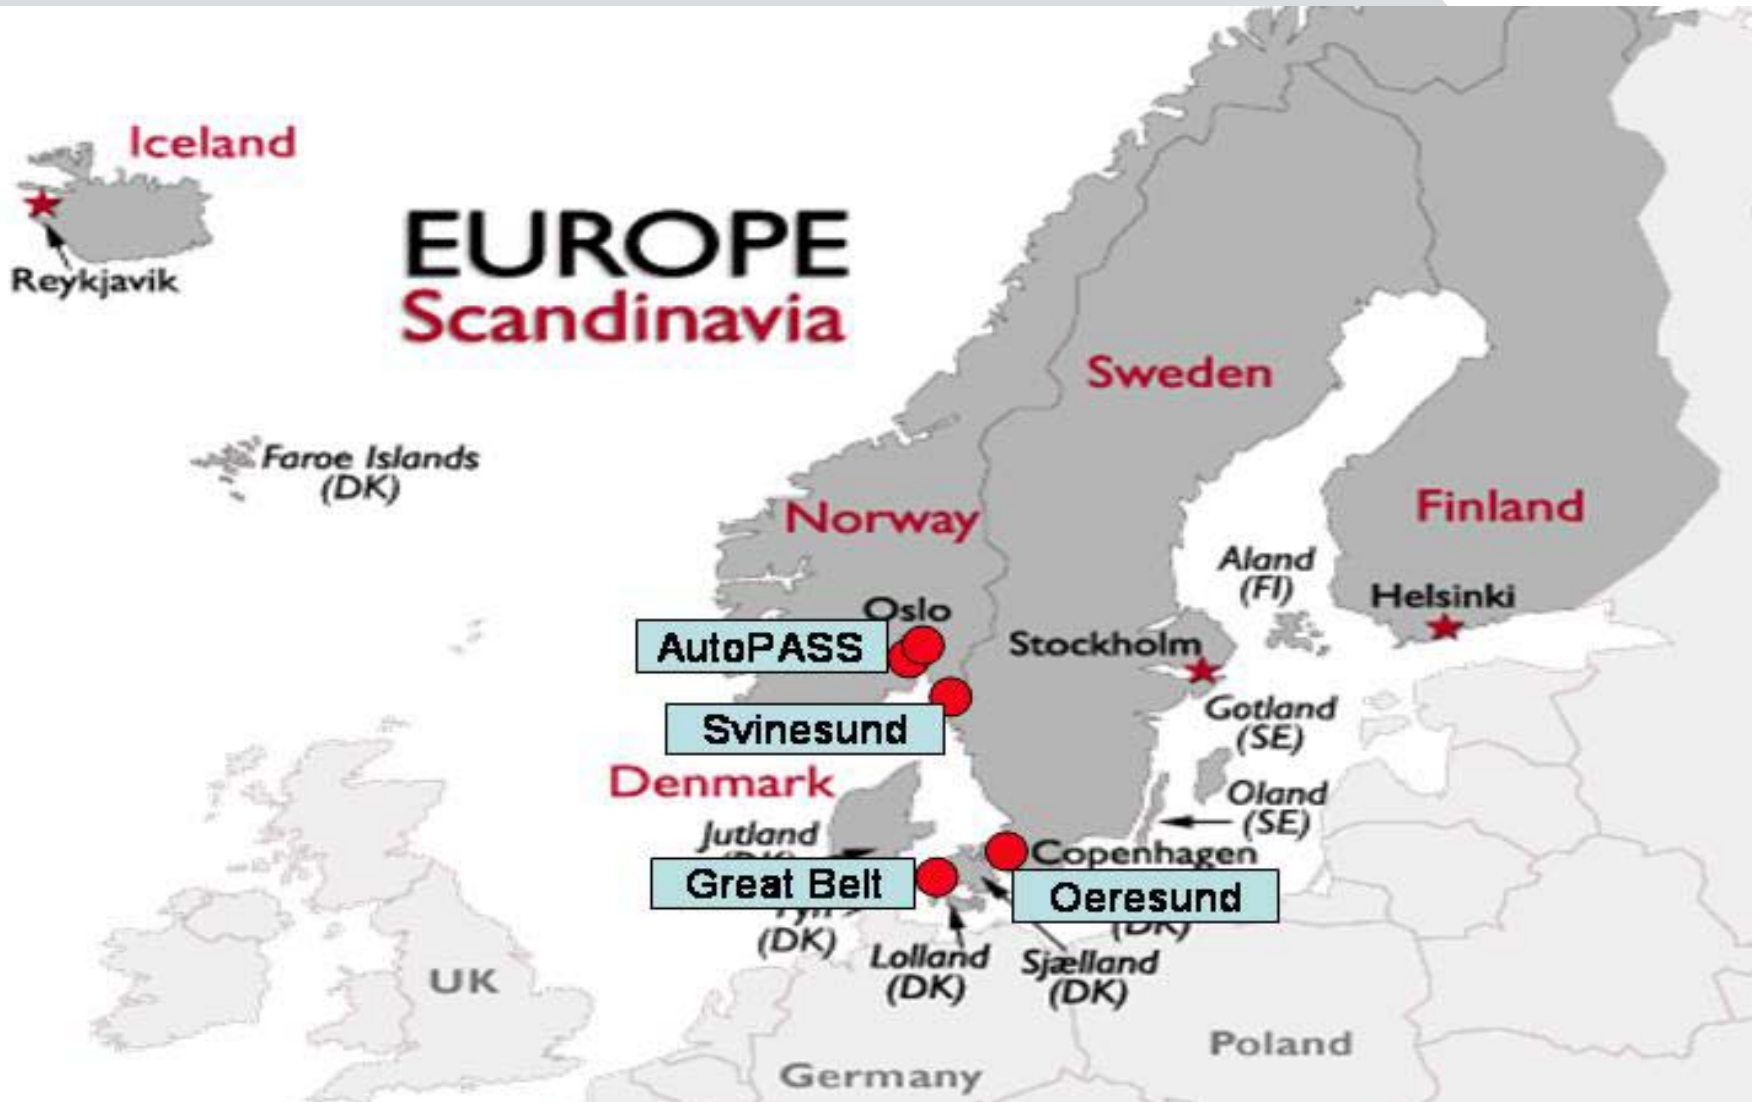 Iceland
Reykjavik
EUROPE
Scandinavia
Faroe Islands
(DK)
Sweden
Norway
Finland
Aland
(FI)
Helsinki
Oslo
AutoPASS
Stockholm
Svinesund
Gotland
(SE)
Denmark
Oland
(SE)
Jutland
Copenhagen
Great Belt
Oeresund
(DK)
(DK)
Lolland
(DK)
Sjælland
(DK)
UK
Poland
Germany